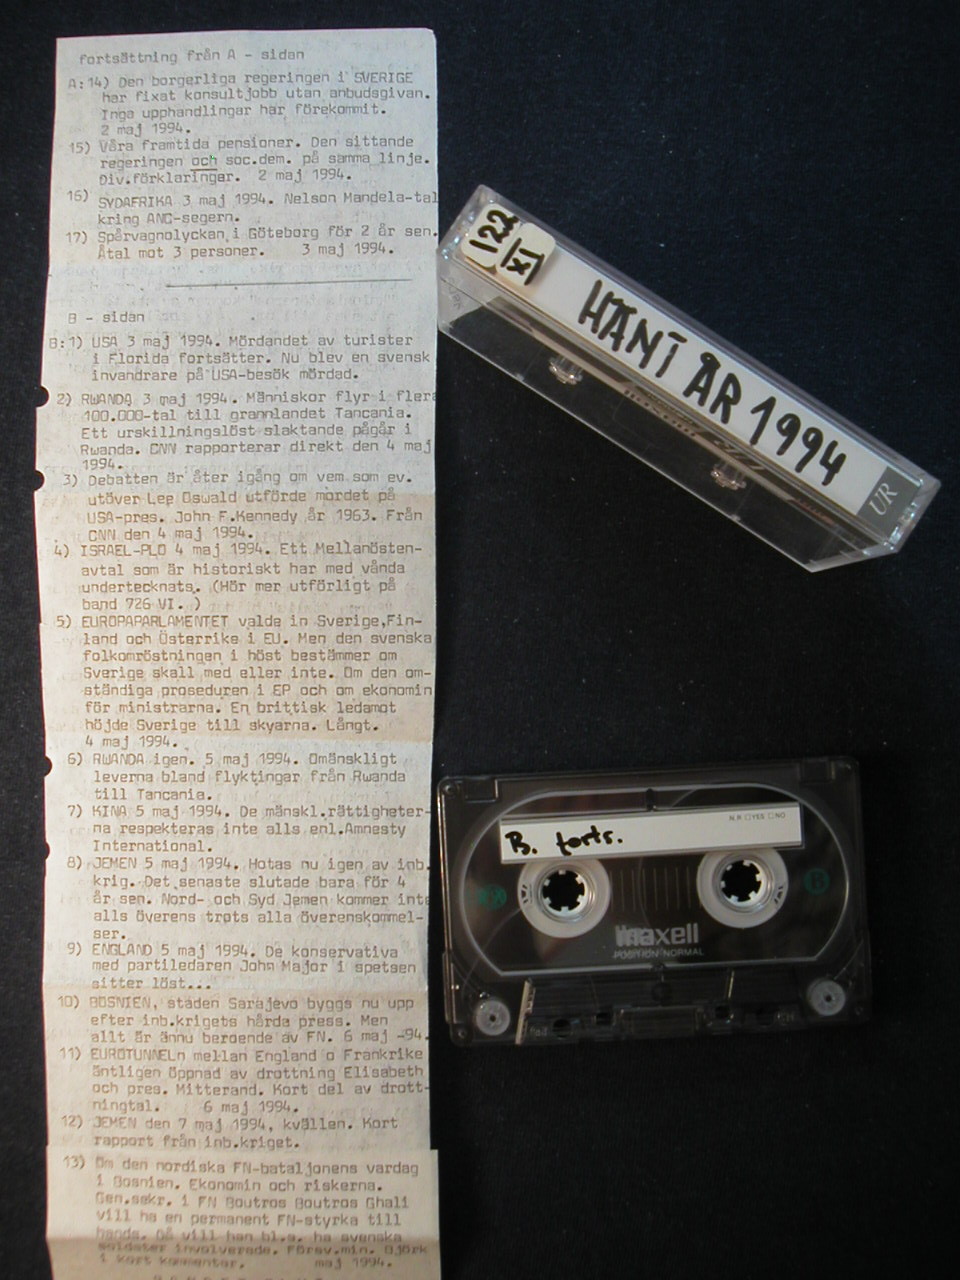 fortsättning från A - sidan
A:14) Den borgerliga regeringen i SVERIGE
har fixat konsultjobb utan anbudsgivan.
Inga upphandlingar har förekommit.
2 maj 1994.
15) Våra framtida pensioner. Den sittande
regeringen och soc.dem. på samma linje.
Div.förklaringar. 2 maj 1994.
16) SYDAFRIKA 3 maj 1994. Nelson Mandela-tal
kring ANC-segern.
17) Spårvagnolyckan i Göteborg för 2 år sen.
Åtal mot 3 personer. 3 maj 1994.
B - sidan
B:1) USA 3 maj 1994. Mördandet av turister
i Florida fortsätter. Nu blev en svensk
invandrare på USA-besök mördad.
2) RWANDA 3 maj 1994. Människor flyr i flera
100.000-tal till grannlandet Tancania.
Ett urskillningslöst slaktande pågår i
Rwanda. CNN rapporterar direkt den 4 maj
1994.
3) Debatten är åter igång om vem som ev.
utöver Lee Oswald utförde mordet på
USA-pres. John F.Kennedy år 1963. Från
CNN den 4 maj 1994.
4) ISRAEL-PLO 4 maj 1994. Ett Mellanösten-
avtal som är historiskt har med vånda
undertecknats. (Hör mer utförligt på
band 726 VI. )
5) EUROPAPARLAMENTET valde in Sverige,Fin-
land och Österrike i EU. Men den svenska
folkomröstningen i höst bestämmer om
Sverige skall med eller inte. Om den om-
ständiga proseduren i EP och om ekonomin
för ministrarna. En brittisk ledamot
höjde Sverige till skyarna. Långt.
4 maj 1994.
6) RWANDA igen. 5 maj 1994. Omänskligt
leverna bland flyktingar från Rwanda
till Tancania.
7) KINA 5 maj 1994. De mänskl.rättigheter-
na respekteras inte alls enl.Amnesty
International.
8) JEMEN 5 maj 1994. Hotas nu igen av inb.
krig. Det senaste slutade bara för 4
år sen. Nord- och Syd Jemen kommer inte
alls överens trots alla överenskommel-
ser.
9) ENGLAND 5 maj 1994. De konservativa
med partiledaren John Major i spetsen
sitter löst...
10) BOSNIEN, staden Sarajevo byggs nu upp
efter inb.krigets hårda press. Men
allt är ännu beroende av FN. 6 maj -94.
11) EUROTUNNELn mellan England o Frankrike
äntligen öppnad av drottning Elisabeth
och pres. Mitterand. Kort del av drott-
ningtal. 6 maj 1994.
12) JEMEN den 7 maj 1994, kvällen. Kort
rapport från inb.kriget.
13) Om den nordiska FN-bataljonens vardag
i Bosnien. Ekonomin och riskerna.
Gen.sekr. i FN Boutros Boutros Ghali
vill ha en permanent FN-styrka till
hands. Då vill han bl.a. ha svenska
soldater involverade. Försv.min. Björk
i kort kommentar. maj 1994.
122
XI
HÄNT ÅR 1994
UR
N.R □YES □NO
B. forts.
A
B
maxell
POSITION·NORMAL